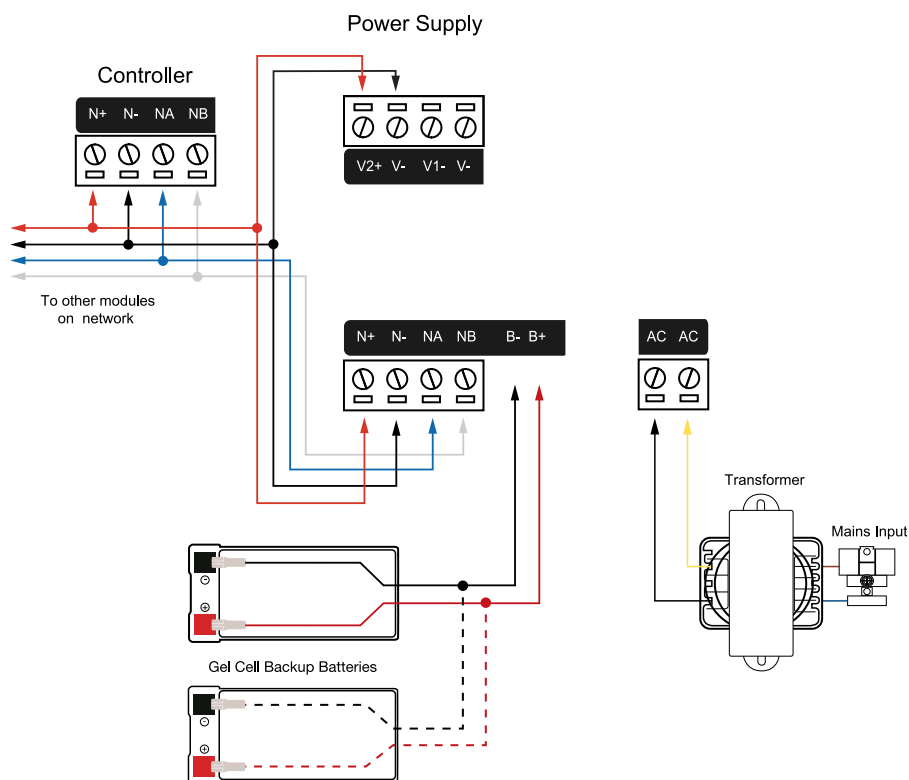 Power Supply
Controller
N+ N- NA NB
V2+ V- V1- V-
To other modules
on network
N+ N- NA NB B- B+
AC AC
Transformer
Mains Input
Gel Cell Backup Batteries